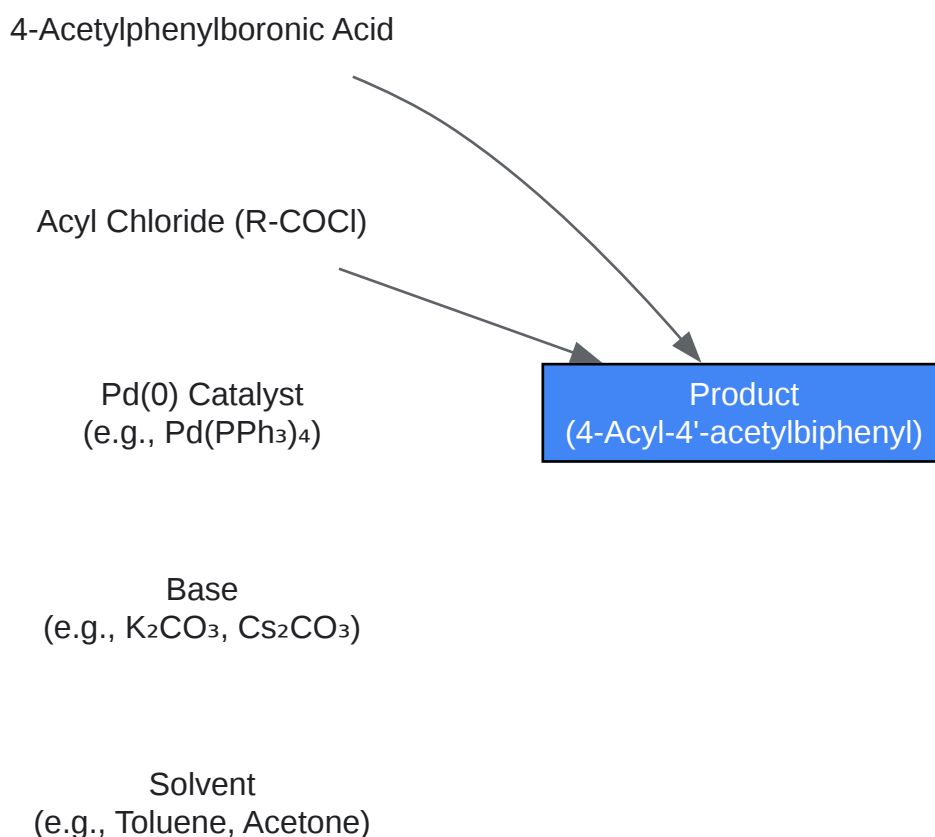 4-Acetylphenylboronic Acid
Acyl Chloride (R-COCl)
Pd(0) Catalyst
(e.g., Pd(PPh₃)₄)
Product
(4-Acyl-4'-acetylbiphenyl)
Base
(e.g., K₂CO₃, Cs₂CO₃)
Solvent
(e.g., Toluene, Acetone)